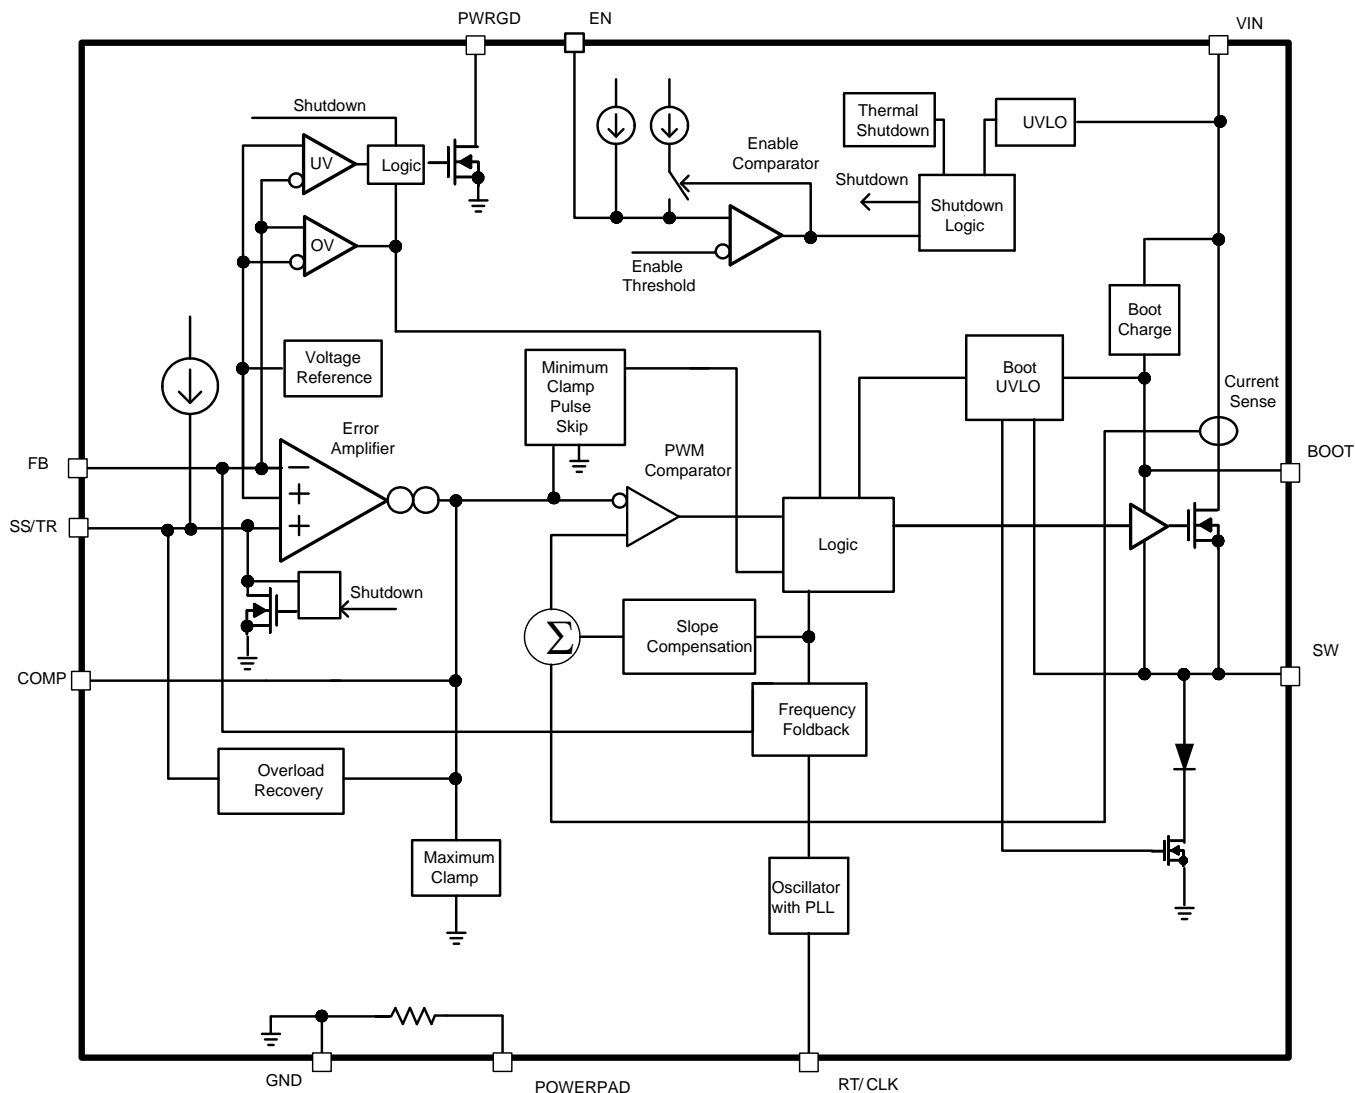 PWRGD
EN
VIN
Shutdown
UV
Logic
OV
Enable
Comparator
Thermal
Shutdown
UVLO
Shutdown
Shutdown
Logic
Enable
Threshold
Boot
Charge
Voltage
Reference
Minimum
Clamp
Pulse
Skip
Boot
UVLO
Current
Sense
Error
Amplifier
PWM
Comparator
FB
BOOT
SS/TR
−
+
+
Logic
Shutdown
Σ
Slope
Compensation
COMP
SW
Frequency
Foldback
Overload
Recovery
Maximum
Clamp
Oscillator
with PLL
GND
POWERPAD
RT/CLK